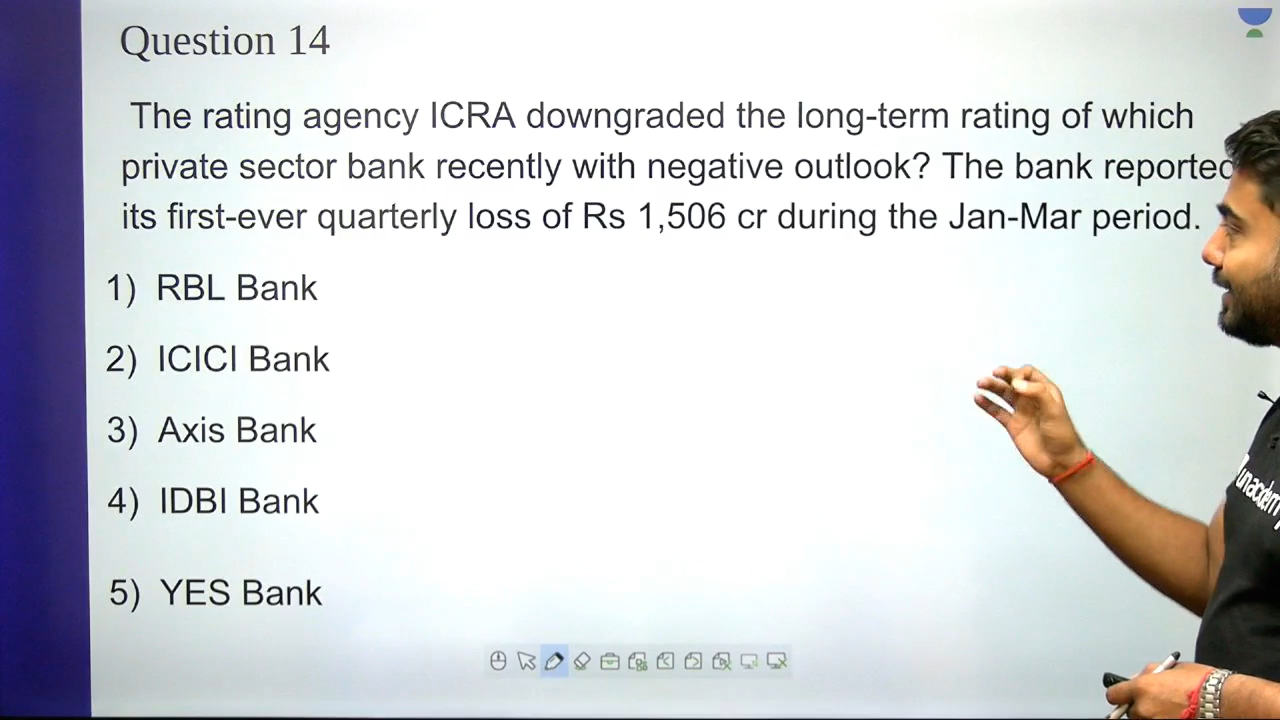 Question 14
The rating agency ICRA downgraded the long-term rating of which
private sector bank recently with negative outlook? The bank reported
its first-ever quarterly loss of Rs 1,506 cr during the Jan-Mar period.
1) RBL Bank
2) ICICI Bank
3) Axis Bank
4) IDBI Bank
5) YES Bank
unacadem